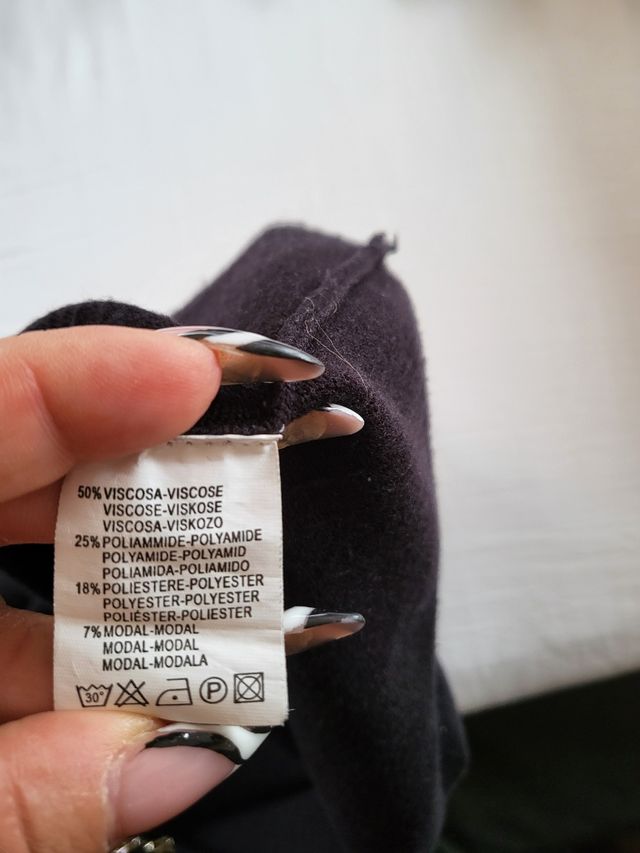 50% VISCOSA-VISCOSE
VISCOSE-VISKOSE
VISCOSA-VISKOZO
25% POLIAMMIDE-POLYAMIDE
POLYAMIDE-POLYAMID
POLIAMIDA-POLIAMIDO
18% POLIESTERE-POLYESTER
POLYESTER-POLYESTER
POLIÉSTER-POLIESTER
7% MODAL-MODAL
MODAL-MODAL
MODAL-MODALA
30° P